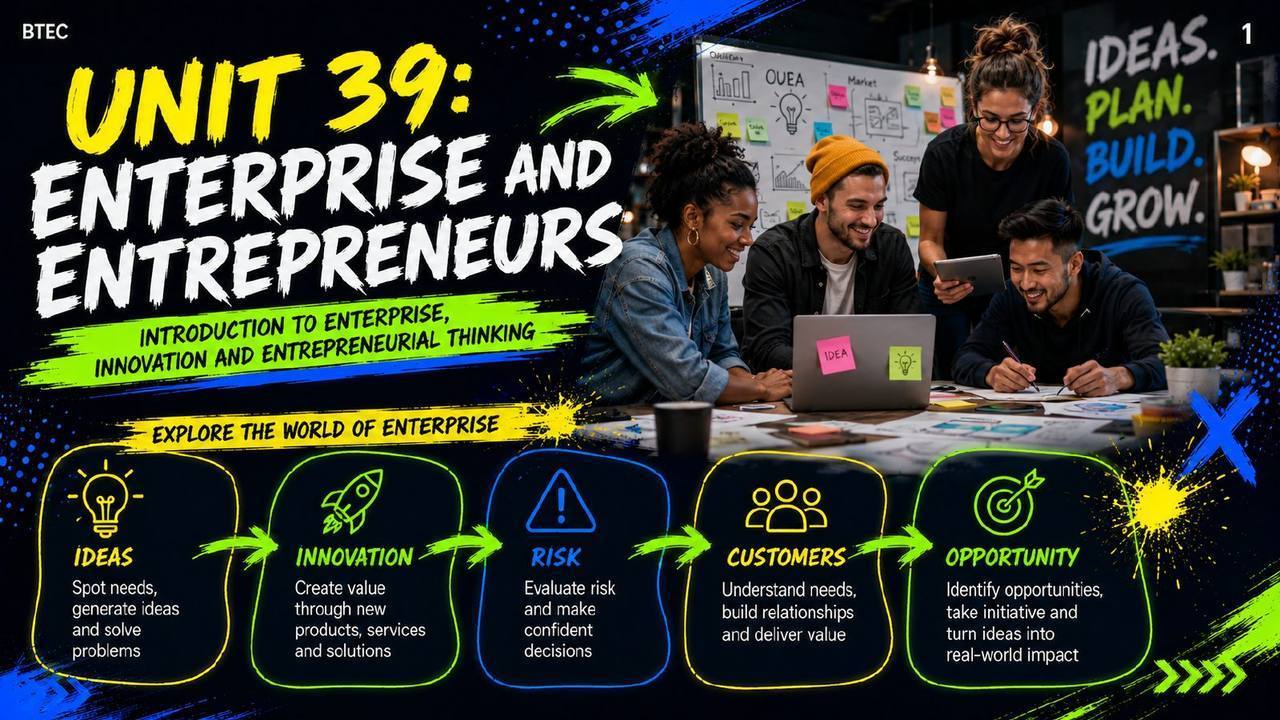 BTEC
1
UNIT 39:
ENTERPRISE AND
ENTREPRENEURS
INTRODUCTION TO ENTERPRISE,
INNOVATION AND ENTREPRENEURIAL THINKING
OUEA
Market
IDEAS.
PLAN.
BUILD.
GROW.
IDEA
EXPLORE THE WORLD OF ENTERPRISE
IDEAS
Spot needs,
generate ideas
and solve
problems
INNOVATION
Create value
through new
products, services
and solutions
RISK
Evaluate risk
and make
confident
decisions
CUSTOMERS
Understand needs,
build relationships
and deliver value
OPPORTUNITY
Identify opportunities,
take initiative and
turn ideas into
real-world impact